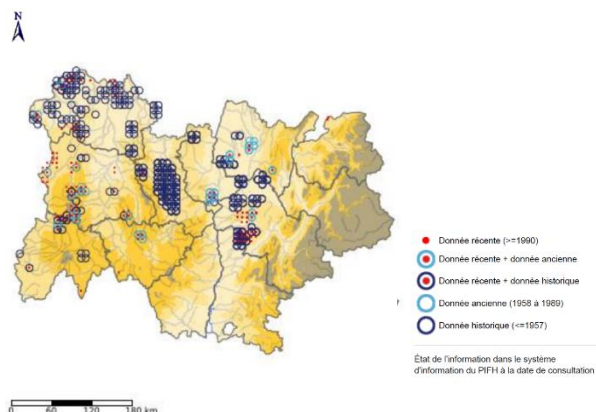 N
Donnée récente (>=1990)
Donnée récente + donnée ancienne
Donnée récente + donnée historique
Donnée ancienne (1958 à 1989)
Donnée historique (<=1957)
État de l'information dans le système
d'information du PIFH à la date de consultation
0 60 120 180 km